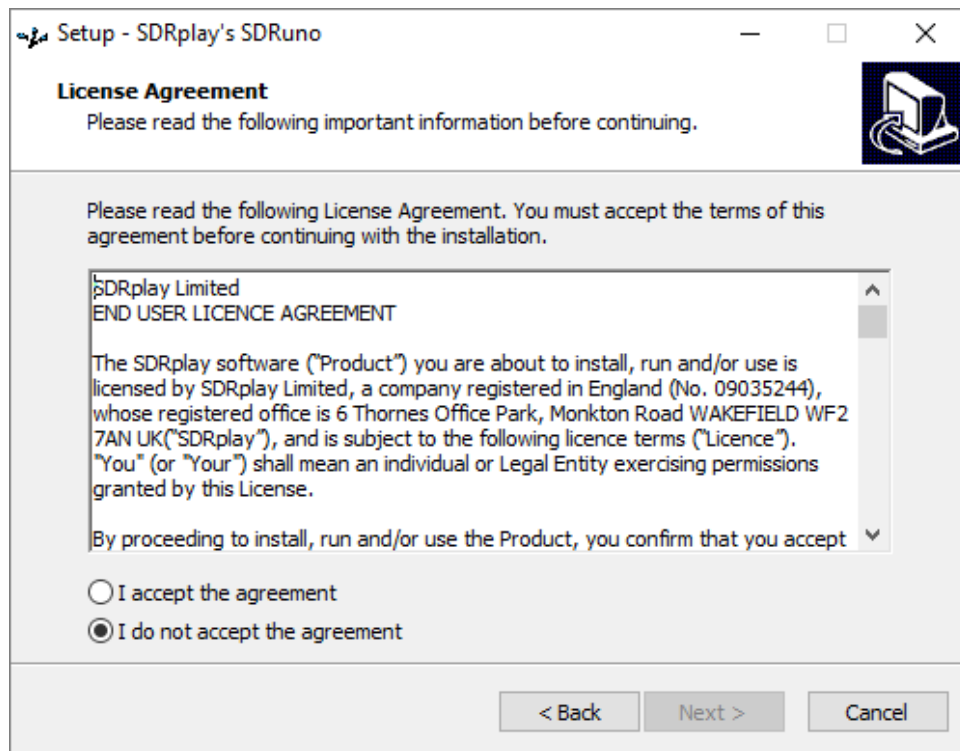 Setup - SDRplay's SDRuno
License Agreement
Please read the following important information before continuing.
Please read the following License Agreement. You must accept the terms of this
agreement before continuing with the installation.
SDRplay Limited
END USER LICENCE AGREEMENT
The SDRplay software ("Product") you are about to install, run and/or use is
licensed by SDRplay Limited, a company registered in England (No. 09035244),
whose registered office is 6 Thornes Office Park, Monkton Road WAKEFIELD WF2
7AN UK("SDRplay"), and is subject to the following licence terms ("Licence").
"You" (or "Your") shall mean an individual or Legal Entity exercising permissions
granted by this License.
By proceeding to install, run and/or use the Product, you confirm that you accept
I accept the agreement
I do not accept the agreement
< Back Next > Cancel